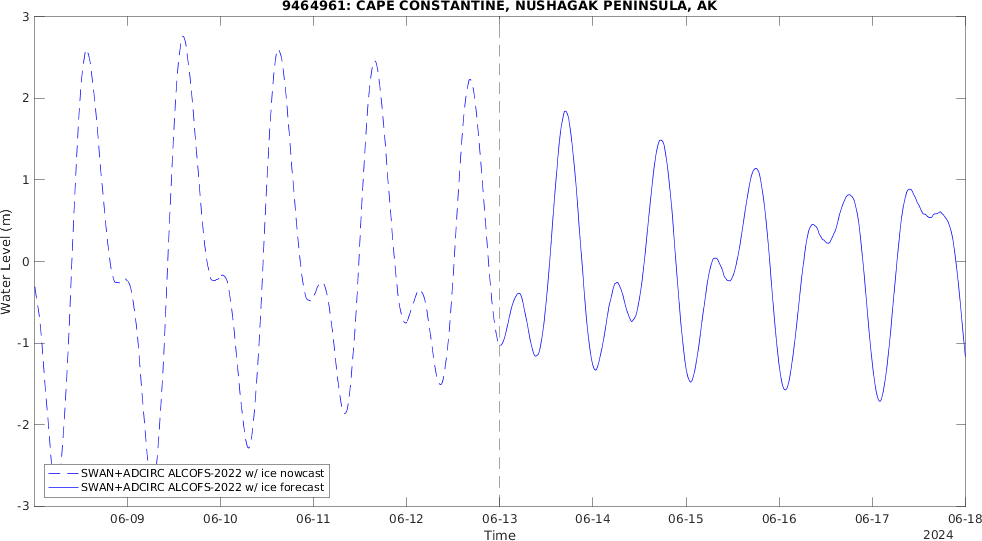 9464961: CAPE CONSTANTINE, NUSHAGAK PENINSULA, AK
3
2
1
0
-1
-2
-3
Water Level (m)
SWAN+ADCIRC ALCOFS-2022 w/ ice nowcast
SWAN+ADCIRC ALCOFS-2022 w/ ice forecast
06-09 06-10 06-11 06-12 06-13 06-14 06-15 06-16 06-17 06-18
Time
2024